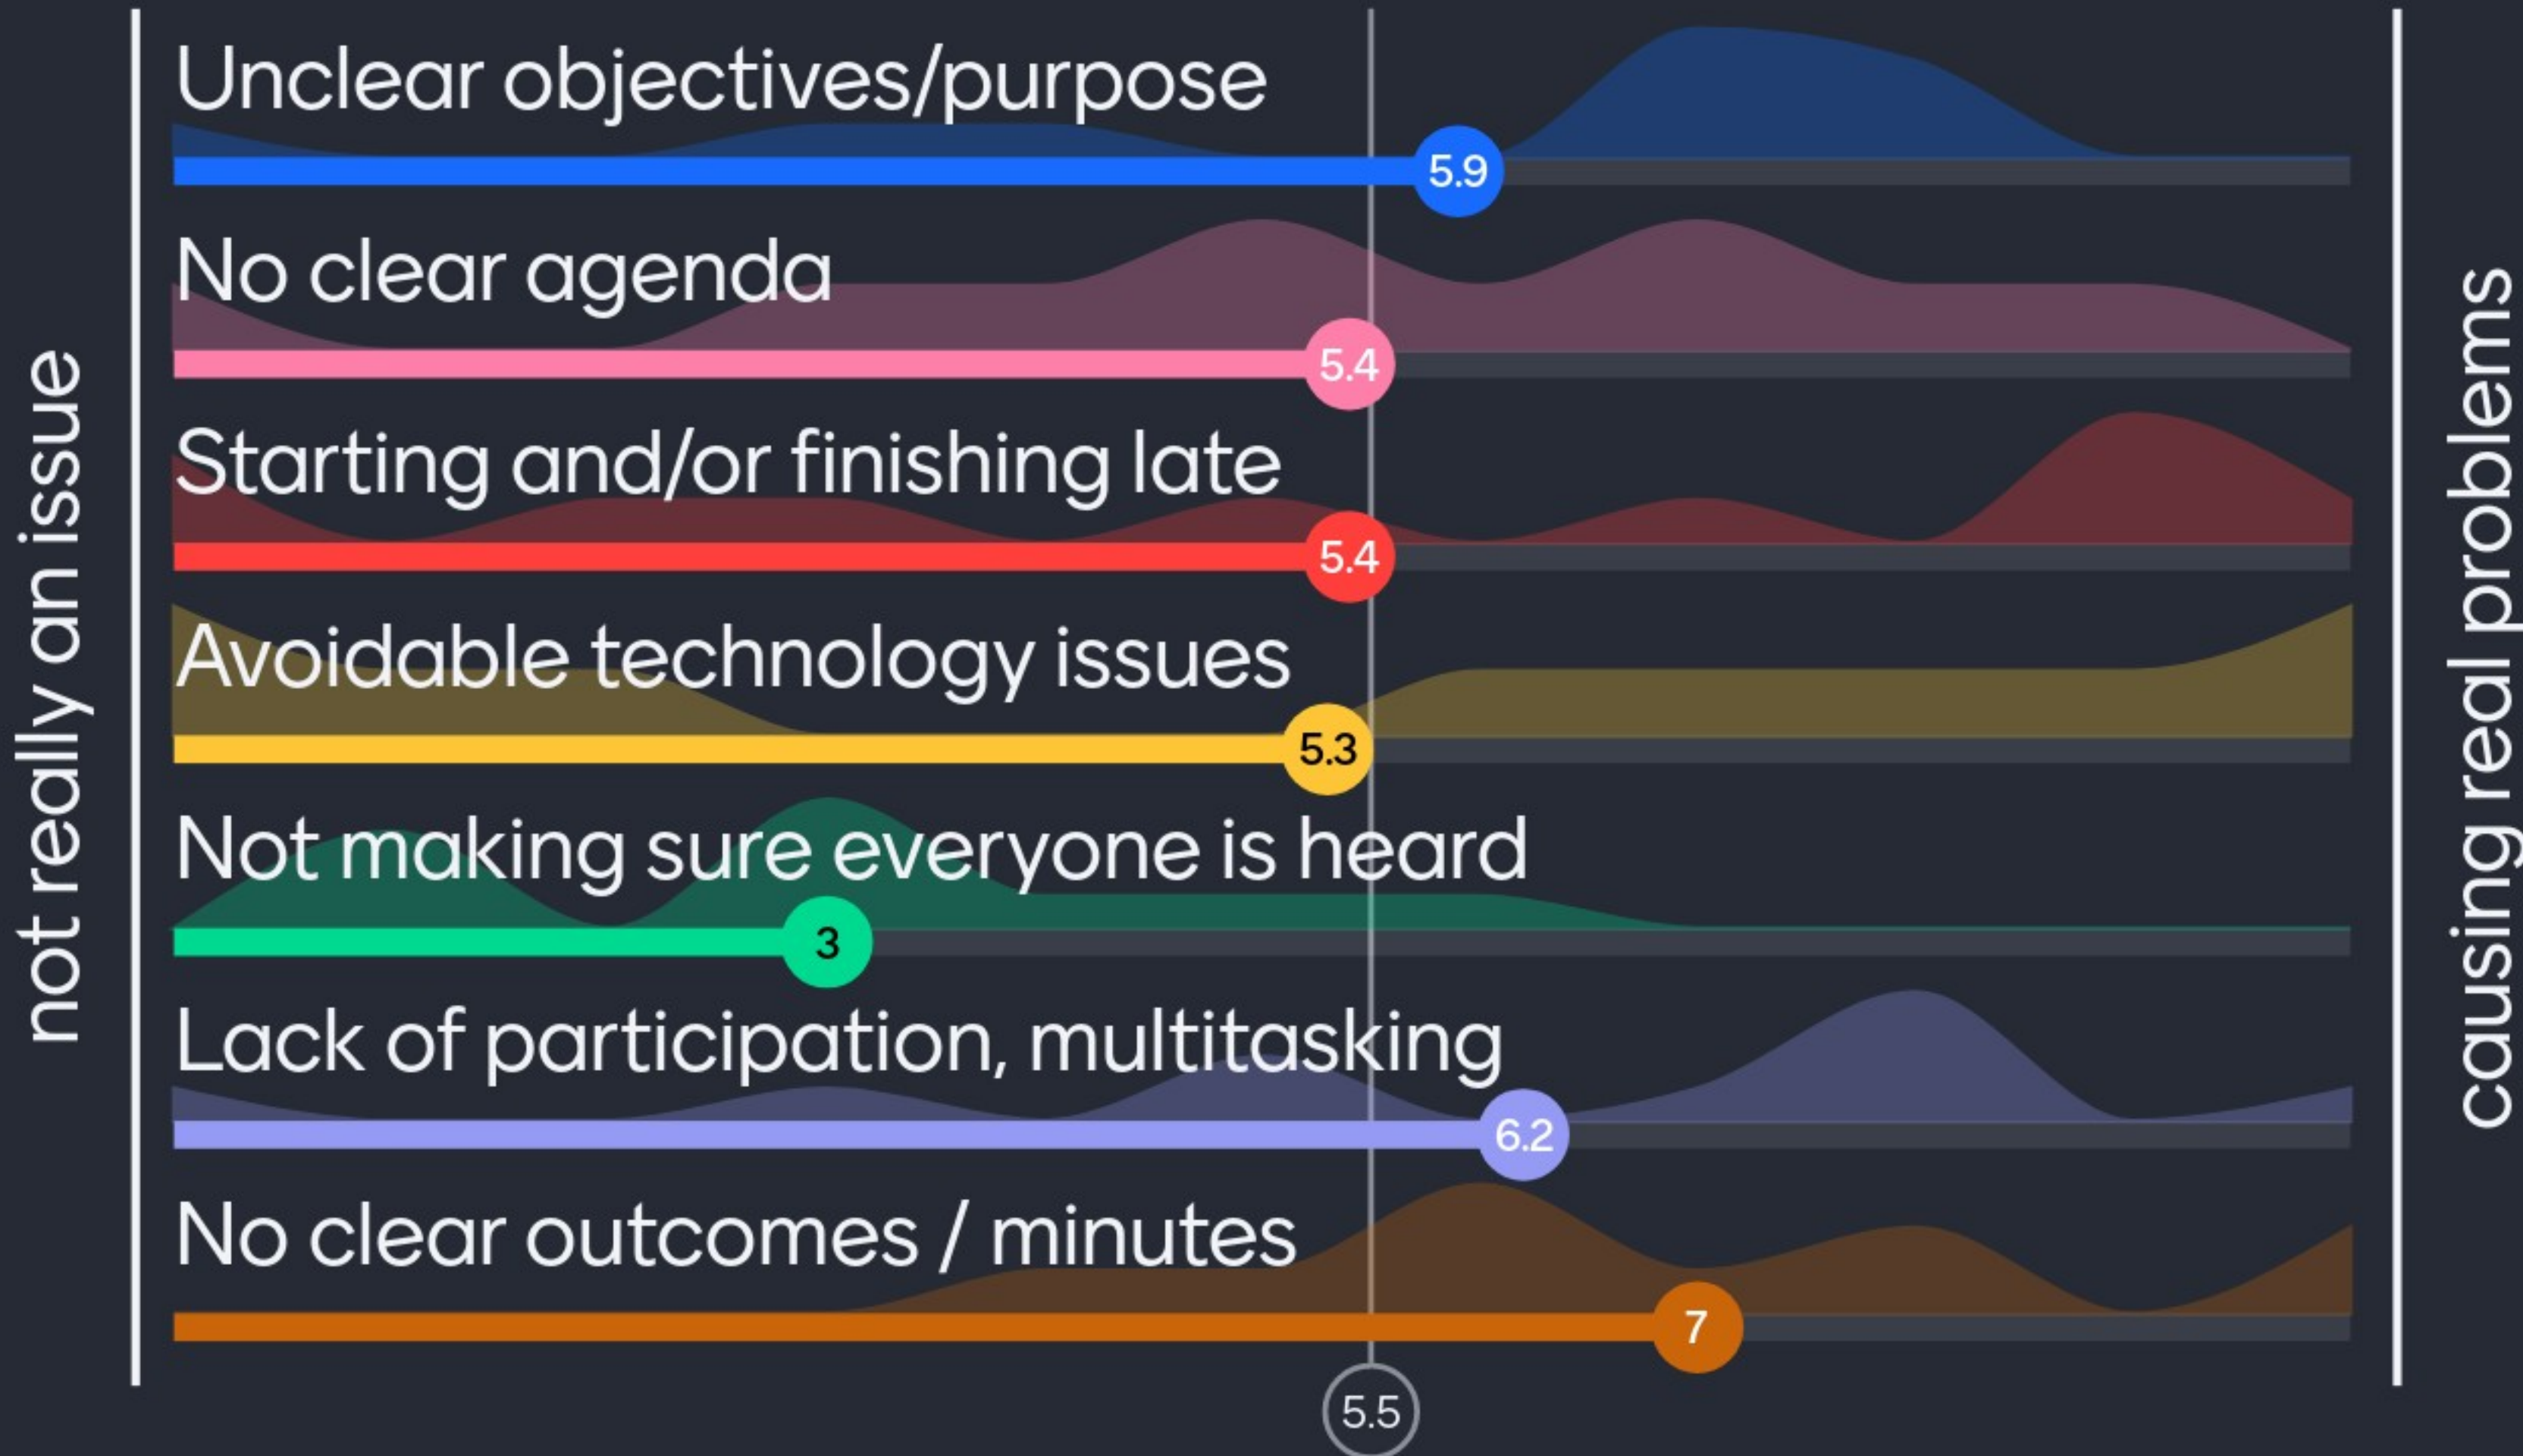 not really an issue
Unclear objectives/purpose
5.9
No clear agenda
5.4
Starting and/or finishing late
5.4
Avoidable technology issues
5.3
Not making sure everyone is heard
3
Lack of participation, multitasking
6.2
No clear outcomes / minutes
7
5.5
causing real problems